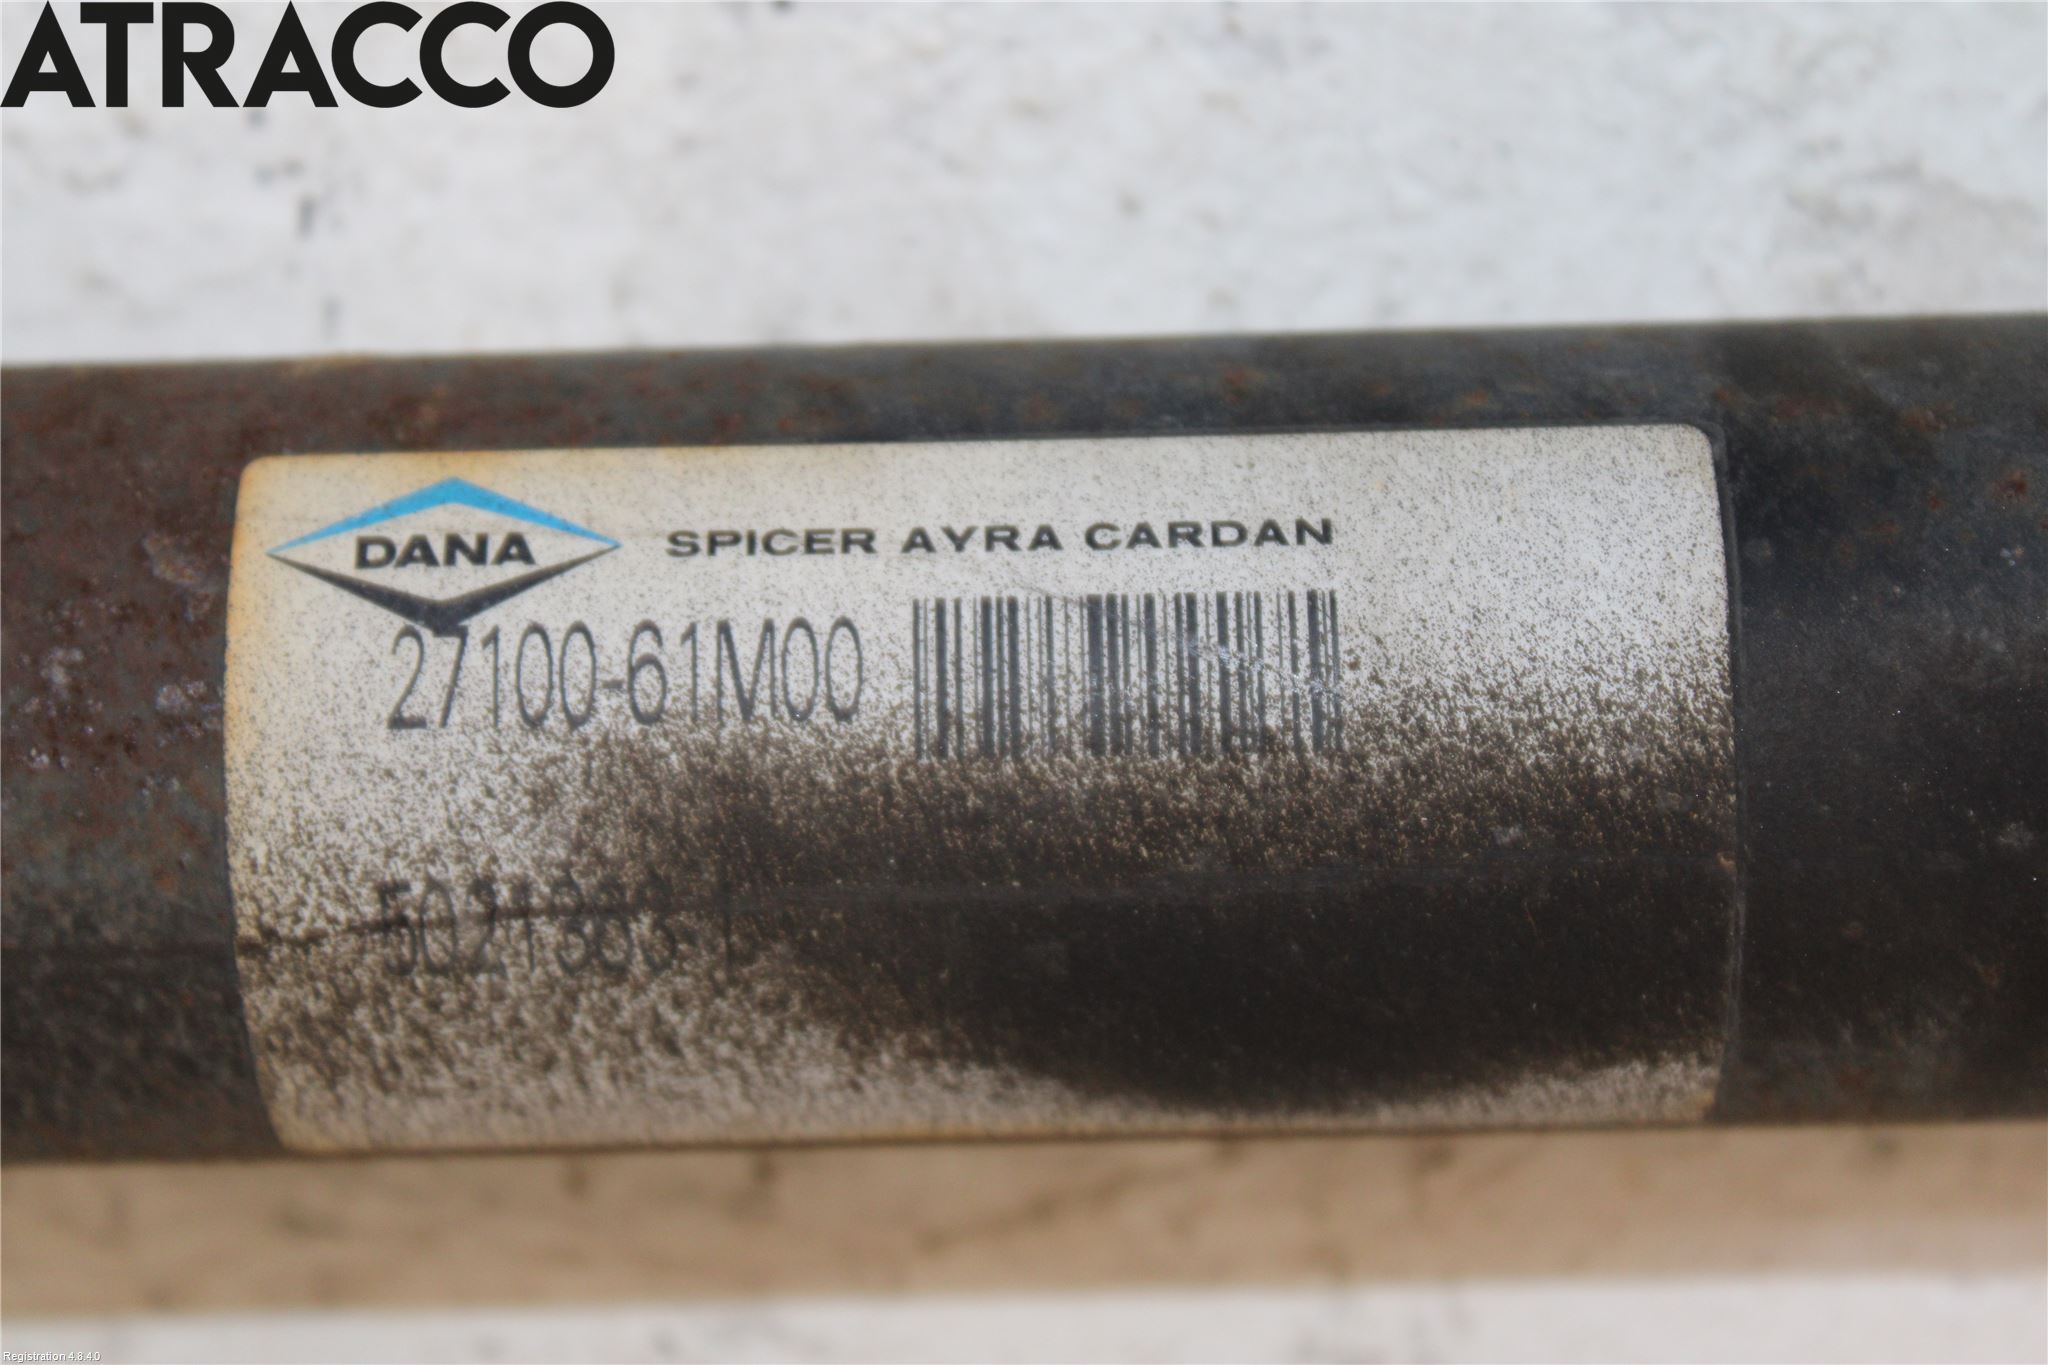 ATRACCO
DANA SPICER AYRA CARDAN
27100-61M00
Registration 4.8.4.0